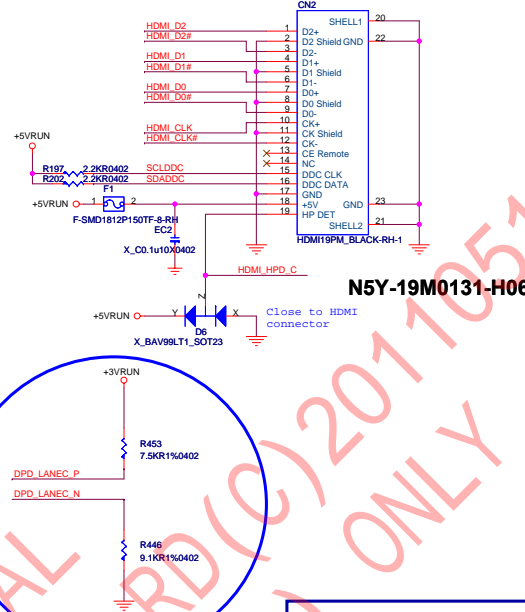 CN2
HDMI_D2 1 D2+ SHELL1 20
HDMI_D2# 2 D2 Shield GND 22
3 D2-
HDMI_D1 4 D1+
HDMI_D1# 5 D1 Shield
6 D1-
HDMI_D0 7 D0+
HDMI_D0# 8 D0 Shield
9 D0-
HDMI_CLK 10 CK+
HDMI_CLK# 11 CK Shield
12 CK-
+5VRUN 13 CE Remote
14 NC
R197 2.2KR0402 SCLDDC 15 DDC CLK
R202 2.2KR0402 SDADDC 16 DDC DATA
F1 17 GND
+5VRUN 1 2 18 +5V GND 23
19 HP DET
F-SMD1812P150TF-8-RH SHELL2 21
EC2 HDMI19PM_BLACK-RH-1
X_C0.1u10X0402
HDMI_HPD_C
N5Y-19M0131-H06
Z
+5VRUN Y X Close to HDMI
connector
D6
X_BAV99LT1_SOT23
+3VRUN
R453
7.5KR1%0402
DPD_LANEC_P
DPD_LANEC_N
R446
9.1KR1%0402
RD(C)2011051
ONLY